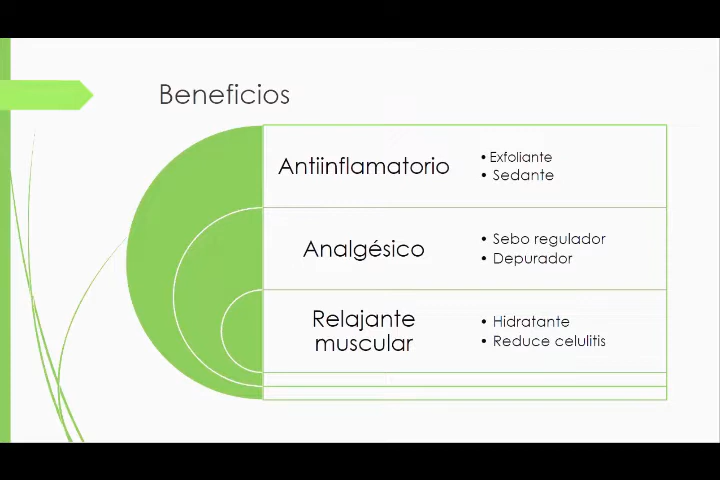 Beneficios
Antiinflamatorio
• Exfoliante
• Sedante
Analgésico
• Sebo regulador
• Depurador
Relajante
muscular
• Hidratante
• Reduce celulitis